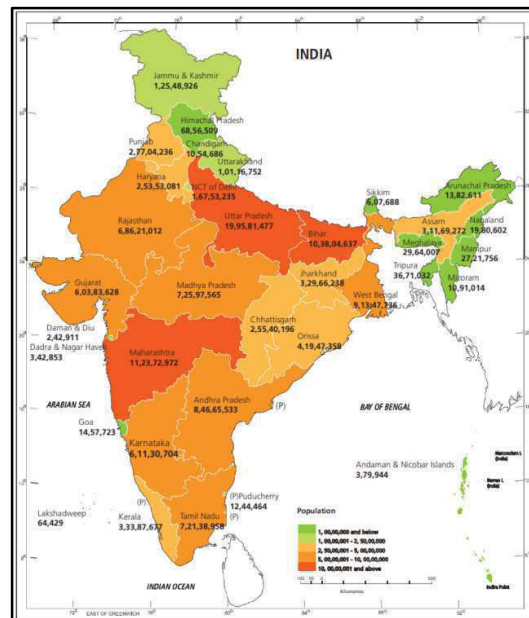 INDIA
Jammu & Kashmir
1,25,48,926
Himachal Pradesh
68,56,509
Punjab
2,77,04,236
Chandigarh
10,54,686
Uttarakhand
1,01,16,752
Haryana
2,53,53,081
NCT of Delhi
1,67,53,235
Sikkim
6,07,688
Arunachal Pradesh
13,82,611
Rajasthan
6,86,21,012
Uttar Pradesh
19,95,81,477
Bihar
10,38,04,637
Assam
3,11,69,272
Nagaland
19,80,602
Meghalaya
29,64,007
Manipur
27,21,756
Tripura
36,71,032
Mizoram
10,91,014
Gujarat
6,03,83,628
Madhya Pradesh
7,25,97,565
Jharkhand
3,29,66,238
West Bengal
9,13,47,736
Daman & Diu
2,42,911
Chhattisgarh
2,55,40,196
Dadra & Nagar Haveli
3,42,853
Maharashtra
11,23,72,972
Orissa
4,19,47,358
ARABIAN SEA
Andhra Pradesh
8,46,65,533
(P)
BAY OF BENGAL
Goa
14,57,723
Karnataka
6,11,30,704
Andaman & Nicobar Islands
3,79,944
Lakshadweep
64,429
(P)
Kerala
3,33,87,677
(P)Puducherry
12,44,464
(P)
Tamil Nadu
7,21,38,958
Population
1, 00,00,000 and below
1, 00,00,001 - 2, 50,00,000
2, 50,00,001 - 5, 00,00,000
5, 00,00,001 - 10, 00,00,000
10, 00,00,001 and above
Kilometres
INDIAN OCEAN
Indira Point
EAST OF GREENWICH